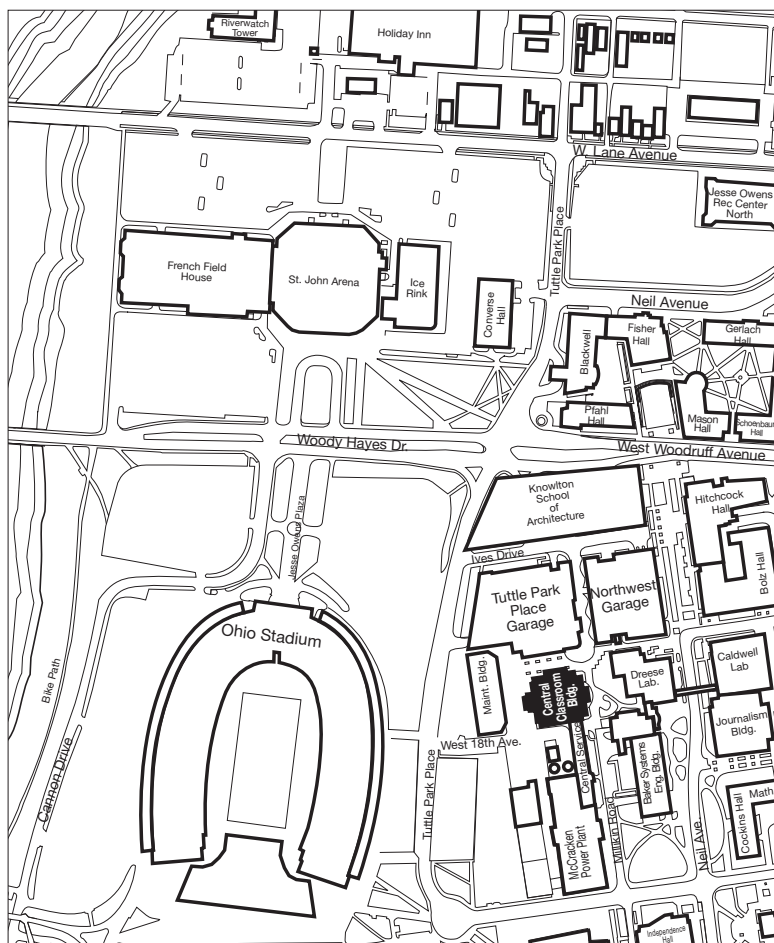 Riverwatch
Tower
Holiday Inn
W. Lane Avenue
Jesse Owens
Rec Center
North
Tuttle Park Place
French Field
House
St. John Arena
Ice
Rink
Converse
Hall
Neil Avenue
Blackwell
Fisher
Hall
Gerlach
Hall
Pfahl
Hall
Mason
Hall
Schoenbaum
Hall
Woody Hayes Dr.
West Woodruff Avenue
Knowlton
School
of
Architecture
Hitchcock
Hall
Bolz Hall
Jesse Owens Plaza
Ives Drive
Tuttle Park
Place
Garage
Northwest
Garage
Ohio Stadium
Maint. Bldg.
Central
Classroom
Bldg.
Dreese
Lab.
Caldwell
Lab
Journalism
Bldg.
Bike Path
Cannon Drive
West 18th Ave.
Tuttle Park Place
Central Service
Baker Systems
Eng. Bldg.
Millikin Road
Neil Ave.
McCracken
Power Plant
Cockins Hall
Math
Independence
Hall